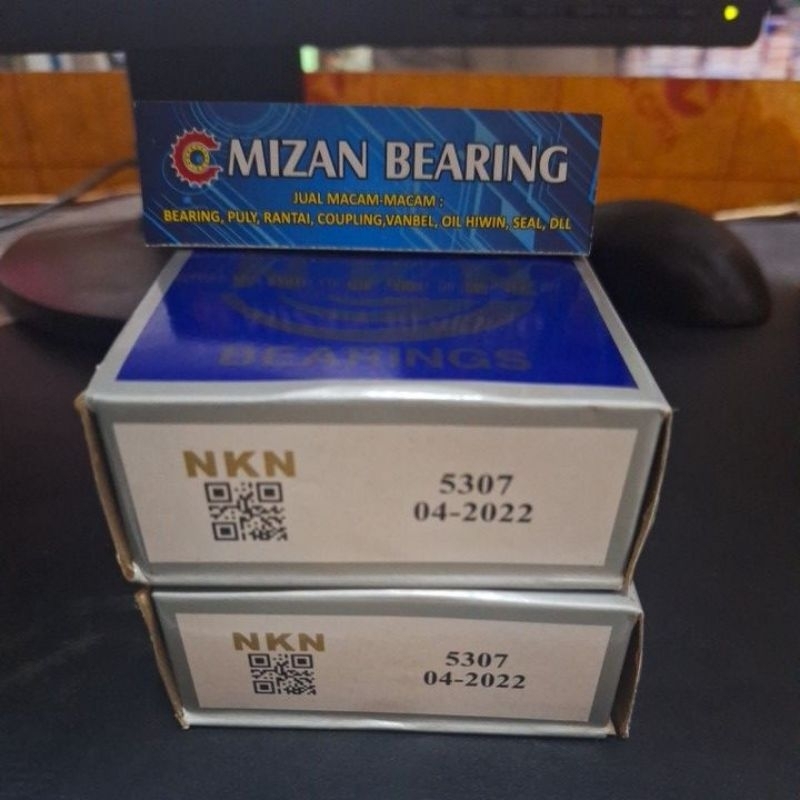 MIZAN BEARING
JUAL MACAM-MACAM :
BEARING, PULY, RANTAI, COUPLING,VANBEL, OIL HIWIN, SEAL, DLL
BEARINGS
NKN
5307
04-2022
NKN
5307
04-2022